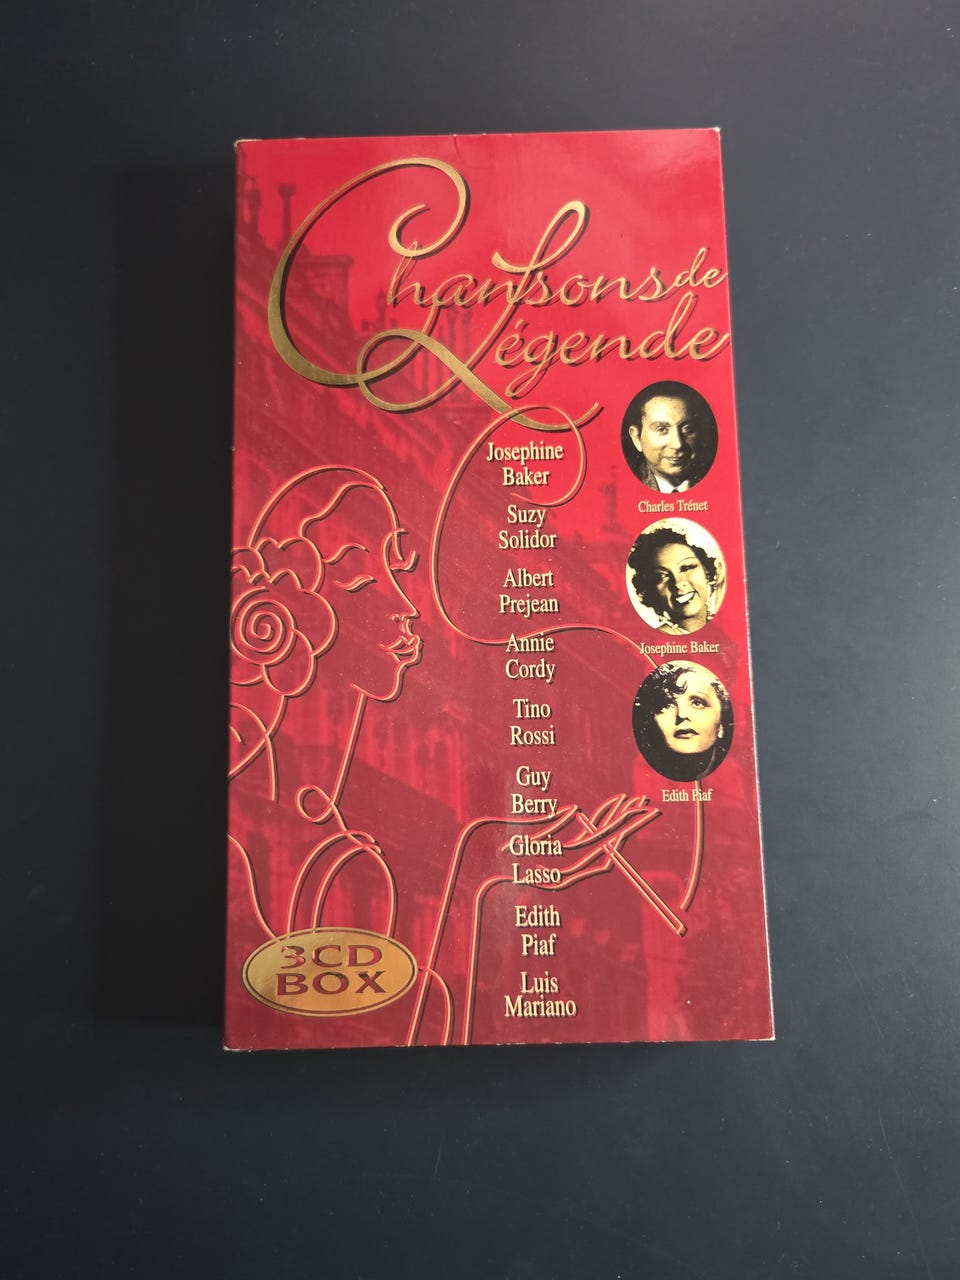 Chansons de
Légende
Josephine
Baker
Suzy
Solidor
Albert
Prejean
Annie
Cordy
Tino
Rossi
Guy
Berry
Gloria
Lasso
Edith
Piaf
Luis
Mariano
Charles Trénet
Josephine Baker
Edith Piaf
3CD
BOX